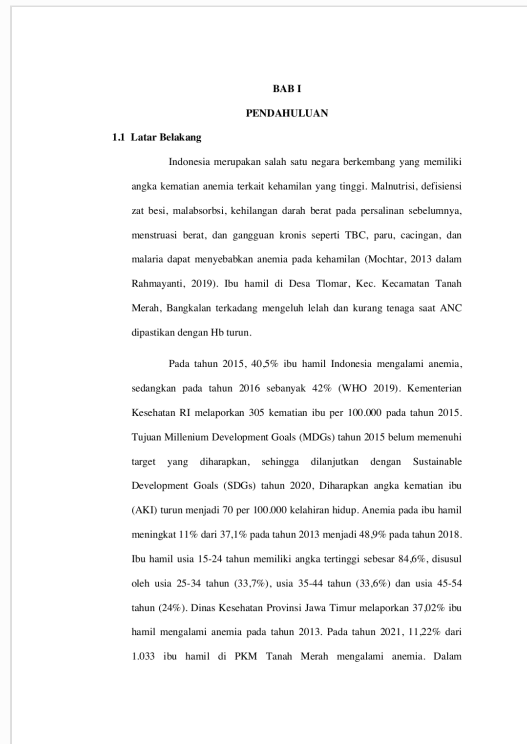 BAB I
PENDAHULUAN
1.1 Latar Belakang
Indonesia merupakan salah satu negara berkembang yang memiliki
angka kematian anemia terkait kehamilan yang tinggi. Malnutrisi, defisiensi
zat besi, malabsorbsi, kehilangan darah berat pada persalinan sebelumnya,
menstruasi berat, dan gangguan kronis seperti TBC, paru, cacingan, dan
malaria dapat menyebabkan anemia pada kehamilan (Mochtar, 2013 dalam
Rahmayanti, 2019). Ibu hamil di Desa Tlomar, Kec. Kecamatan Tanah
Merah, Bangkalan terkadang mengeluh lelah dan kurang tenaga saat ANC
dipastikan dengan Hb turun.
Pada tahun 2015, 40,5% ibu hamil Indonesia mengalami anemia,
sedangkan pada tahun 2016 sebanyak 42% (WHO 2019). Kementerian
Kesehatan RI melaporkan 305 kematian ibu per 100.000 pada tahun 2015.
Tujuan Millenium Development Goals (MDGs) tahun 2015 belum memenuhi
target yang diharapkan, sehingga dilanjutkan dengan Sustainable
Development Goals (SDGs) tahun 2020, Diharapkan angka kematian ibu
(AKI) turun menjadi 70 per 100.000 kelahiran hidup. Anemia pada ibu hamil
meningkat 11% dari 37,1% pada tahun 2013 menjadi 48,9% pada tahun 2018.
Ibu hamil usia 15-24 tahun memiliki angka tertinggi sebesar 84,6%, disusul
oleh usia 25-34 tahun (33,7%), usia 35-44 tahun (33,6%) dan usia 45-54
tahun (24%). Dinas Kesehatan Provinsi Jawa Timur melaporkan 37,02% ibu
hamil mengalami anemia pada tahun 2013. Pada tahun 2021, 11,22% dari
1.033 ibu hamil di PKM Tanah Merah mengalami anemia. Dalam